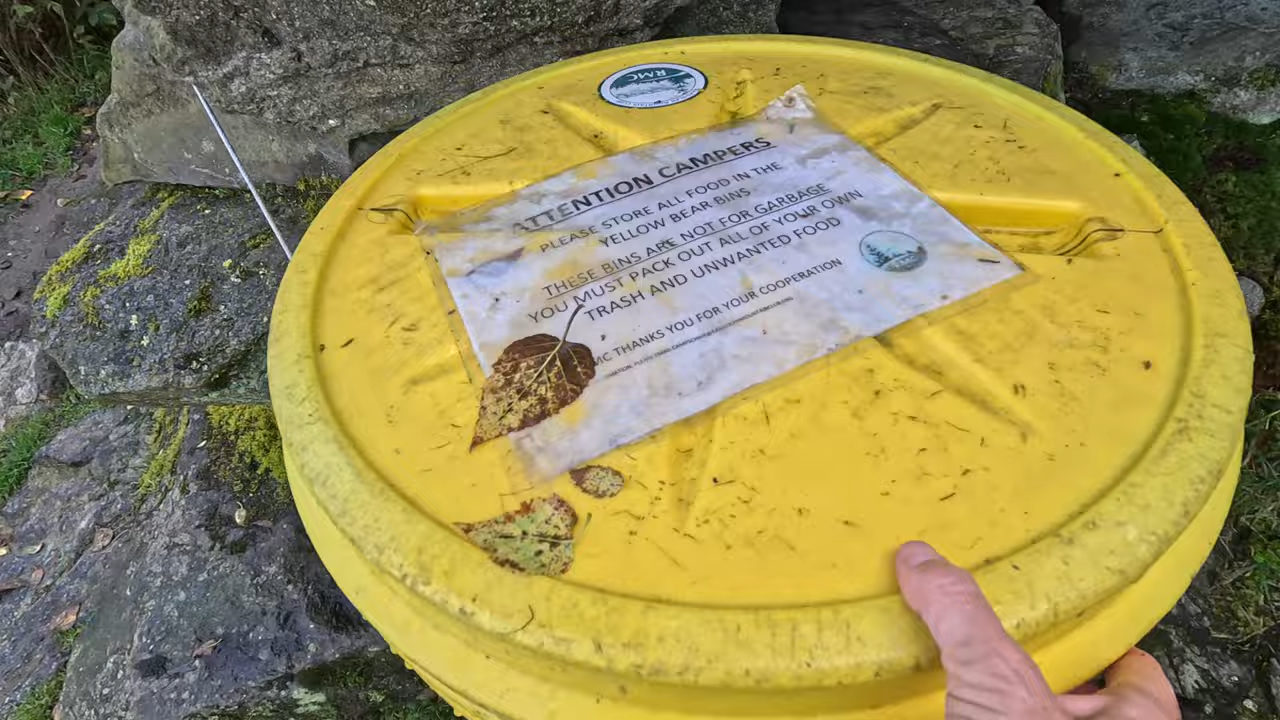 RMC
ATTENTION CAMPERS
PLEASE STORE ALL FOOD IN THE
YELLOW BEAR BINS
THESE BINS ARE NOT FOR GARBAGE
YOU MUST PACK OUT ALL OF YOUR OWN
TRASH AND UNWANTED FOOD
MC THANKS YOU FOR YOUR COOPERATION